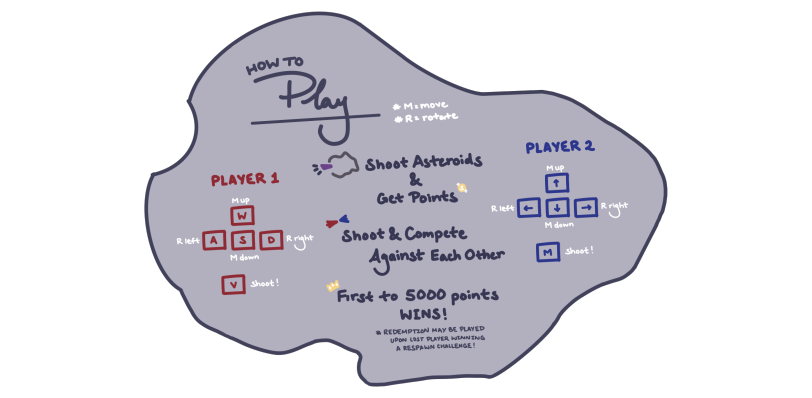 HOW TO
Play
* M = move
* R = rotate
PLAYER 1
M up
W
R left A S D R right
M down
V Shoot!
Shoot Asteroids
&
Get Points
Shoot & Compete
Against Each Other
First to 5000 points
WINS!
* REDEMPTION MAY BE PLAYED
UPON LOST PLAYER WINNING
A RESPAWN CHALLENGE!
PLAYER 2
M up
↑
R left ← ↓ → R right
M down
M Shoot!